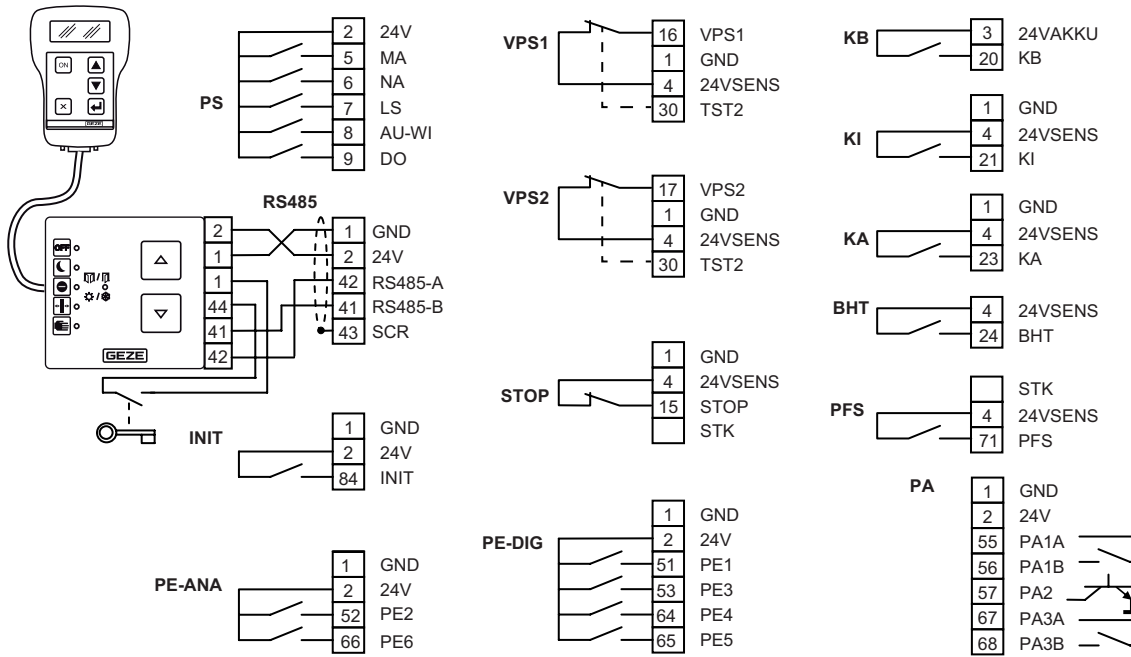 ON
GEZE
OFF
2
1
1
44
41
42
GEZE
PS
2 24V
5 MA
6 NA
7 LS
8 AU-WI
9 DO
RS485
1 GND
2 24V
42 RS485-A
41 RS485-B
43 SCR
INIT
1 GND
2 24V
84 INIT
PE-ANA
1 GND
2 24V
52 PE2
66 PE6
VPS1
16 VPS1
1 GND
4 24VSENS
30 TST2
VPS2
17 VPS2
1 GND
4 24VSENS
30 TST2
STOP
1 GND
4 24VSENS
15 STOP
STK
PE-DIG
1 GND
2 24V
51 PE1
53 PE3
64 PE4
65 PE5
KB
3 24VAKKU
20 KB
KI
1 GND
4 24VSENS
21 KI
KA
1 GND
4 24VSENS
23 KA
BHT
4 24VSENS
24 BHT
PFS
STK
4 24VSENS
71 PFS
PA
1 GND
2 24V
55 PA1A
56 PA1B
57 PA2
67 PA3A
68 PA3B